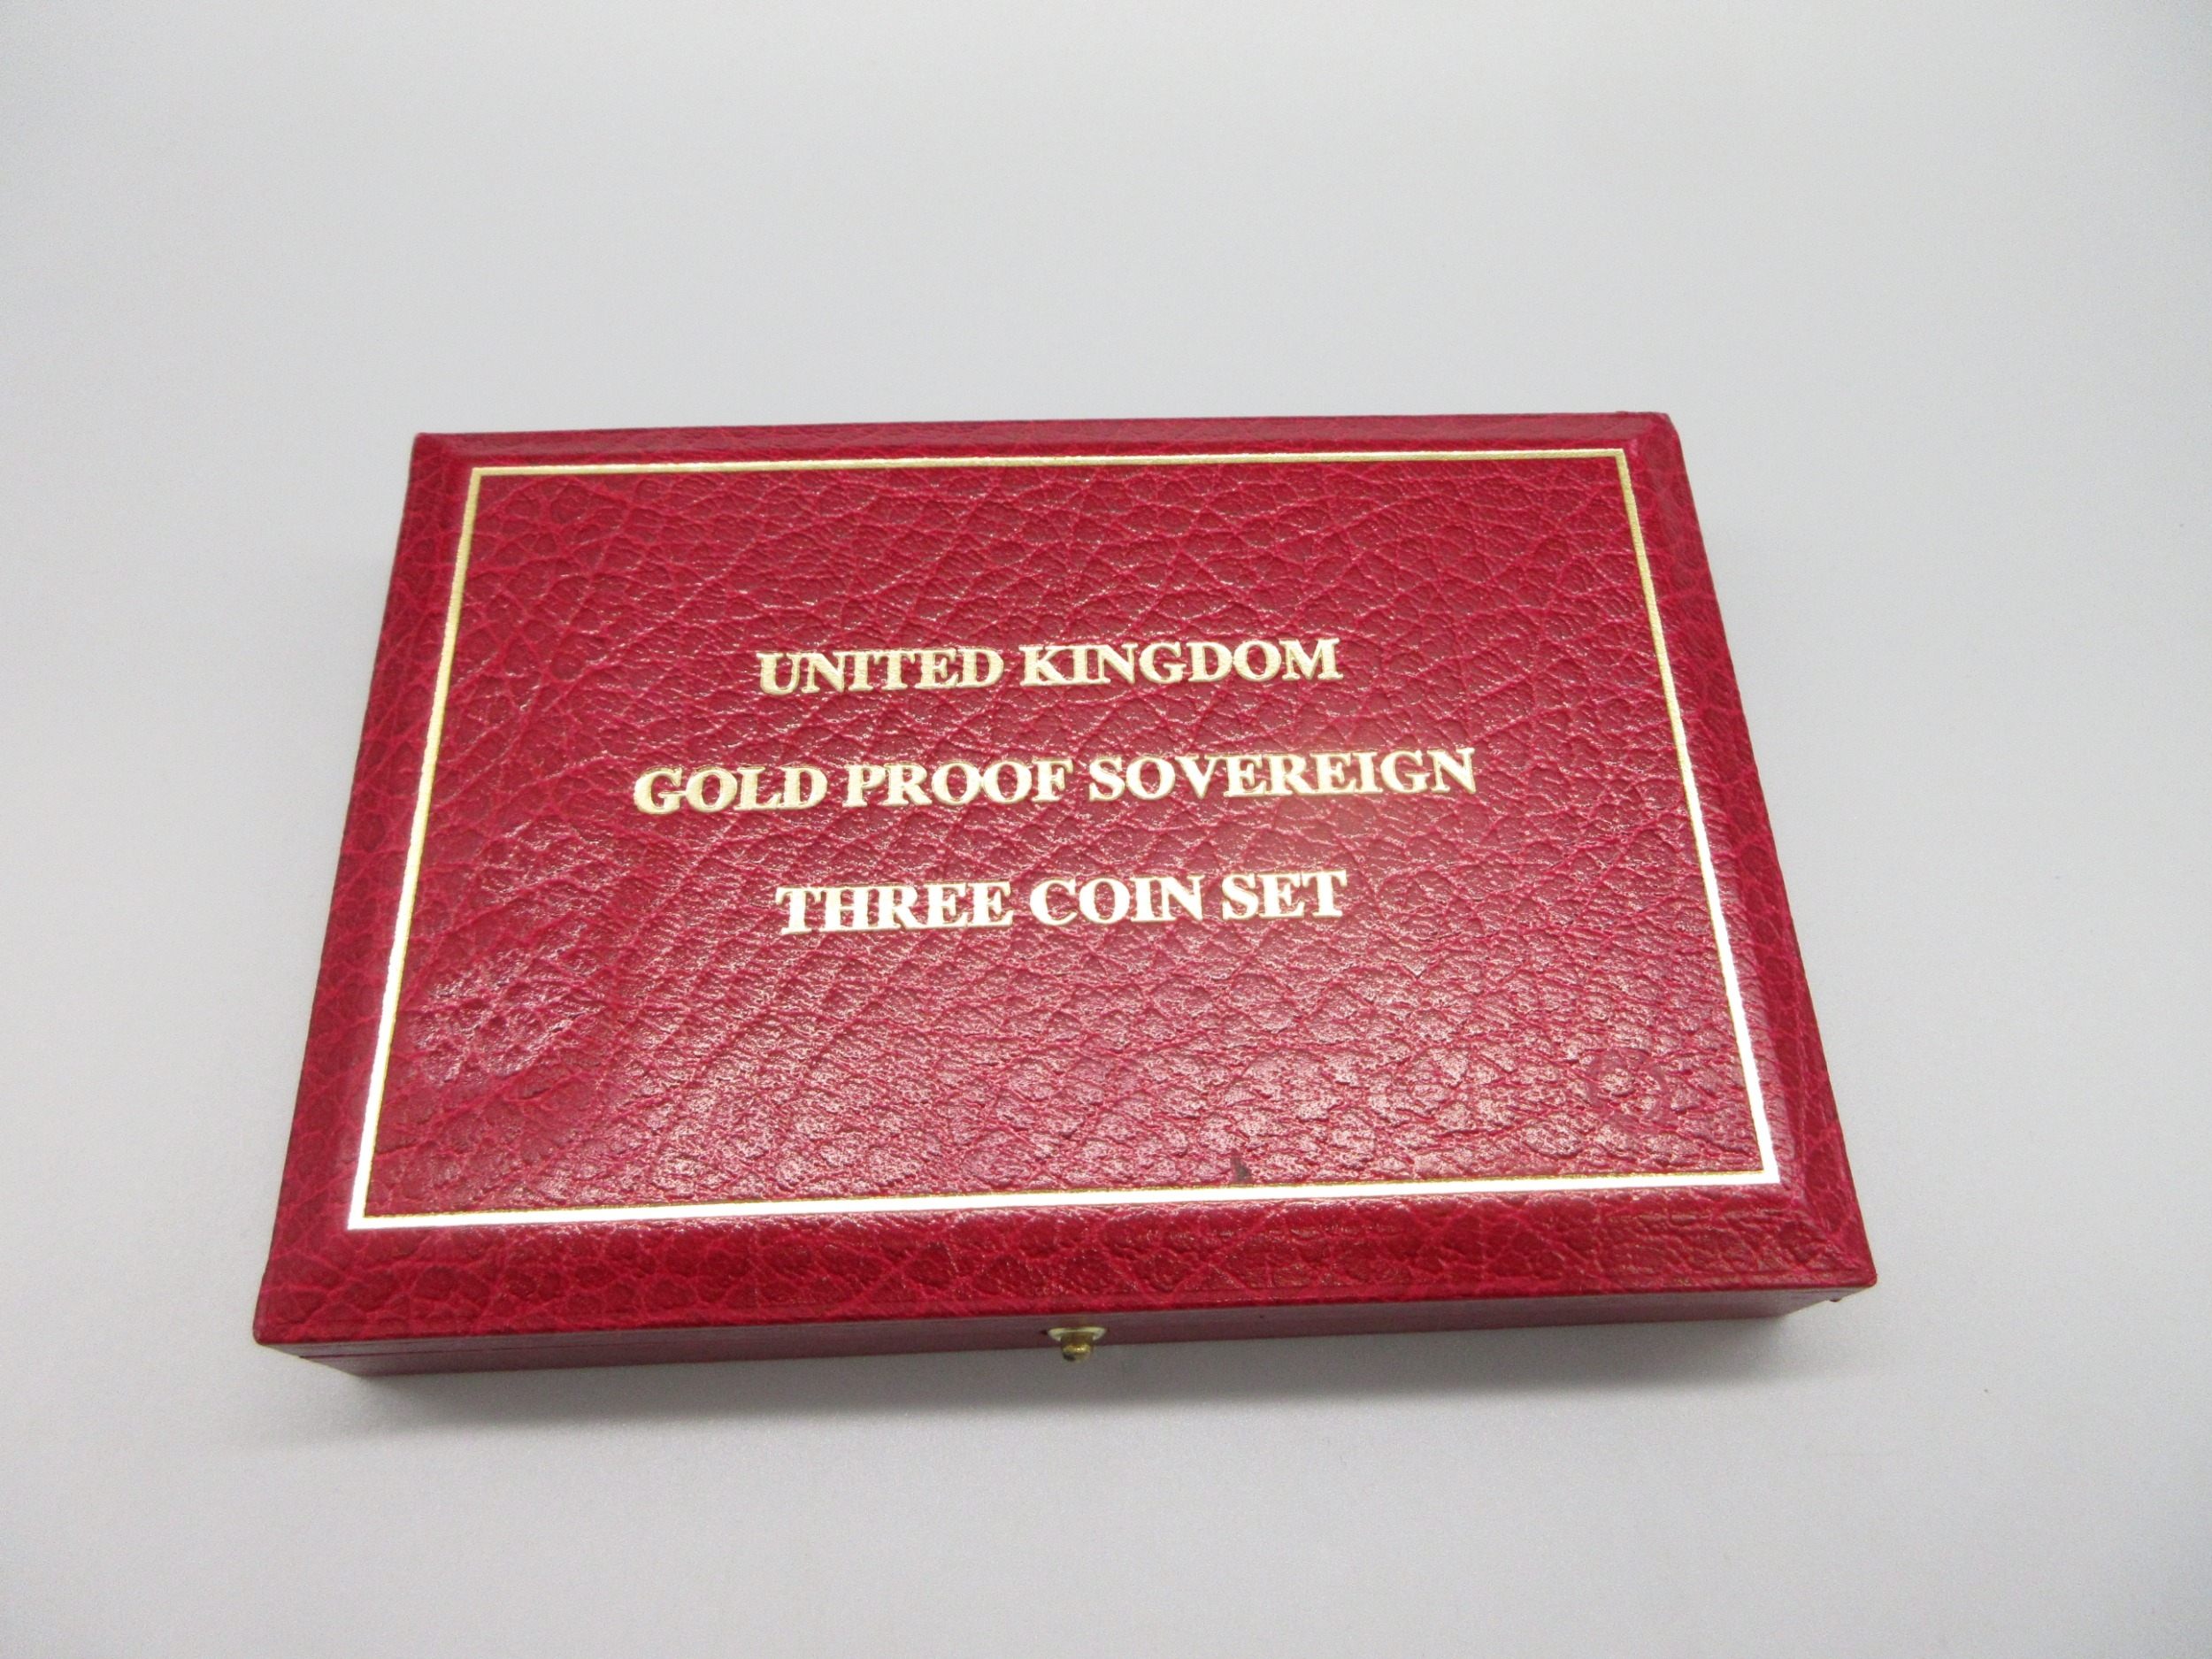 UNITED KINGDOM
GOLD PROOF SOVEREIGN
THREE COIN SET